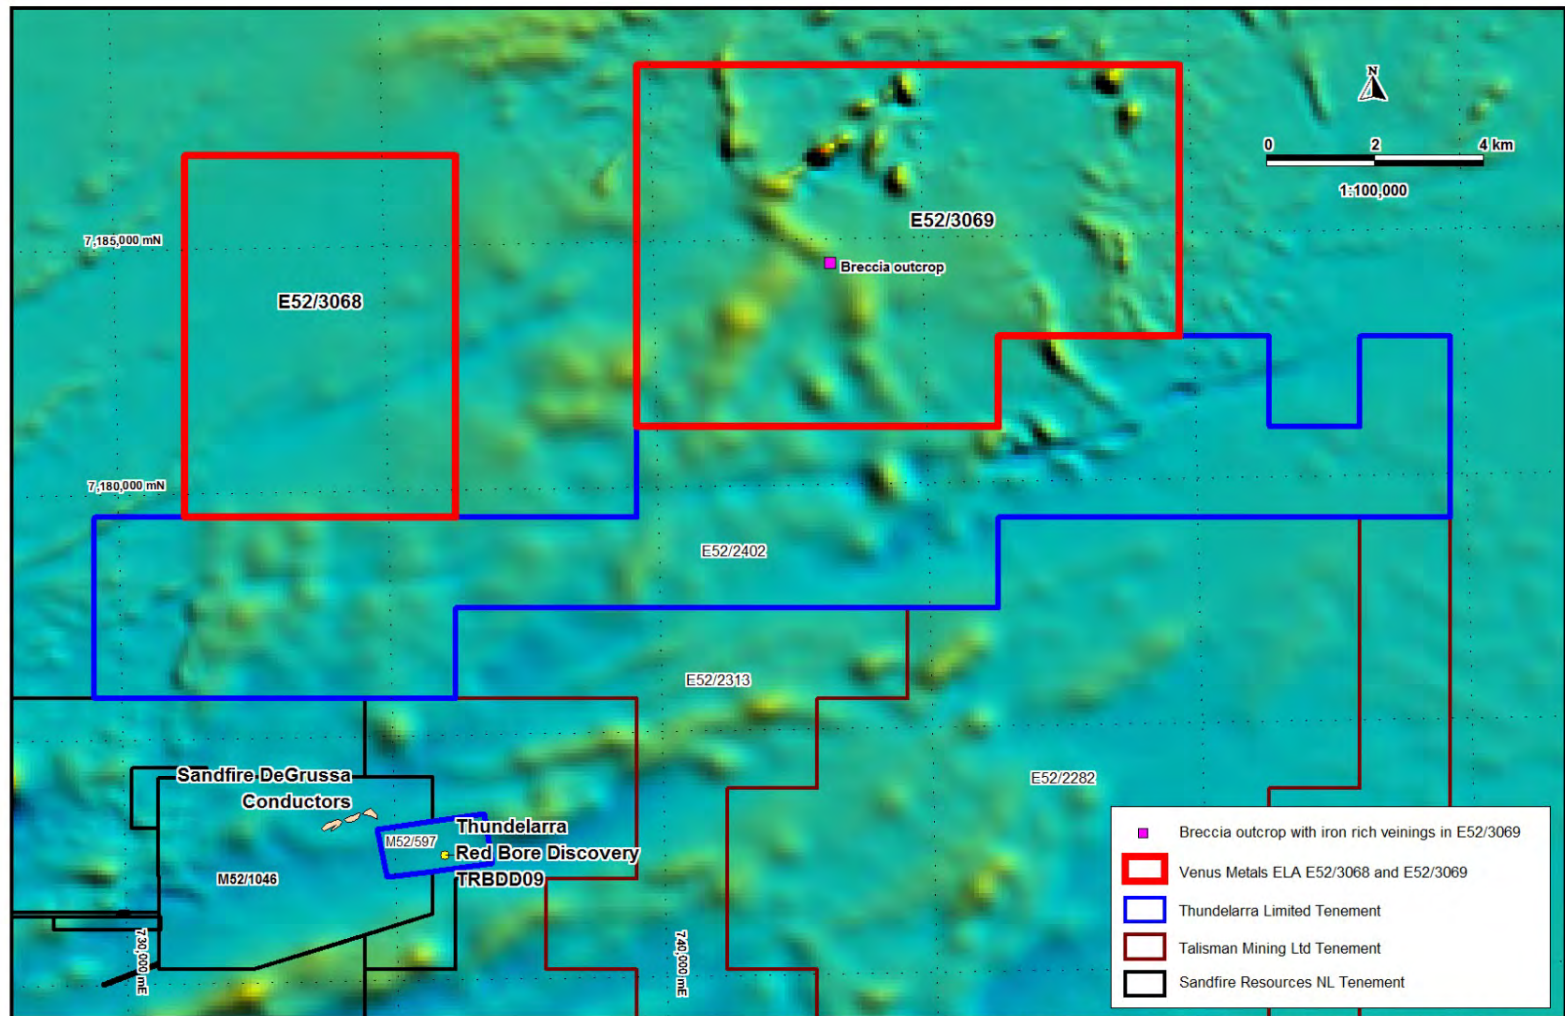 N
0 2 4 km
1:100,000
7,185,000 mN
E52/3069
Breccia outcrop
E52/3068
7,180,000 mN
E52/2402
E52/2313
E52/2282
Sandfire DeGrussa
Conductors
Thundelarra
M52/597
Red Bore Discovery
TRBDD09
M52/1046
730,000 mE
740,000 mE
Breccia outcrop with iron rich veinings in E52/3069
Venus Metals ELA E52/3068 and E52/3069
Thundelarra Limited Tenement
Talisman Mining Ltd Tenement
Sandfire Resources NL Tenement